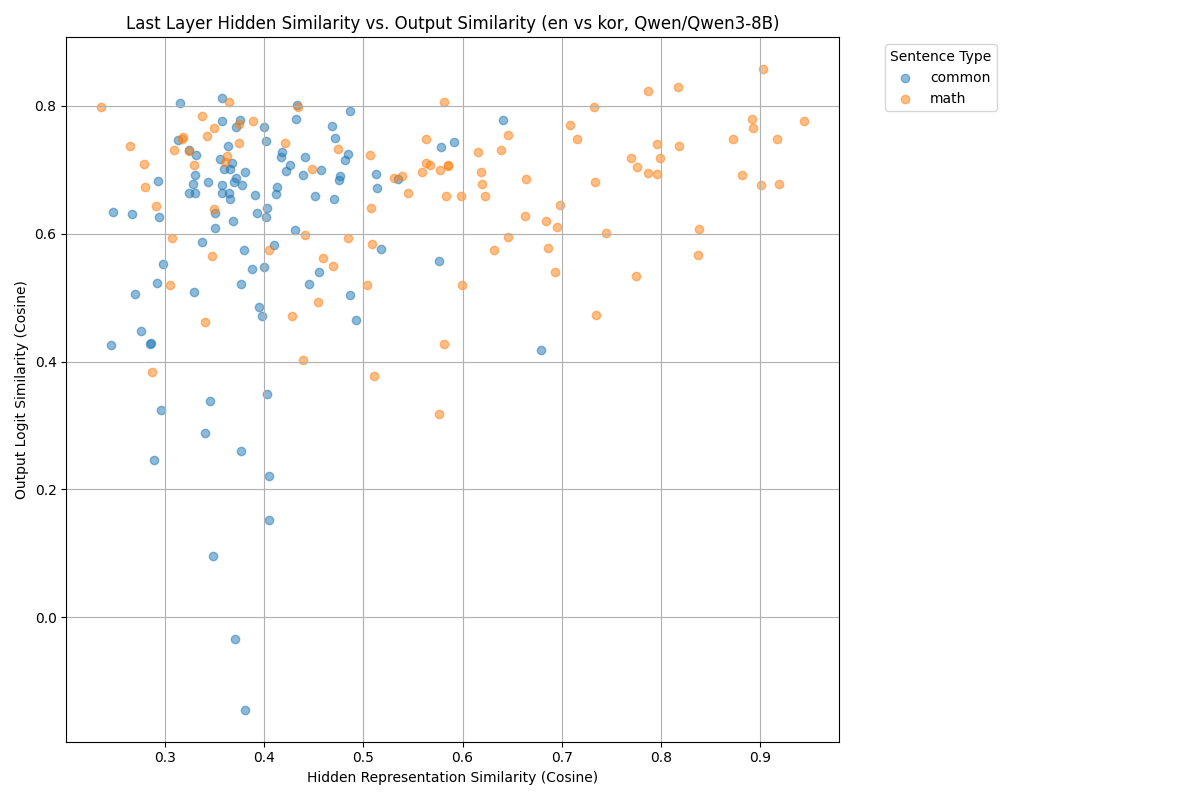 Last Layer Hidden Similarity vs. Output Similarity (en vs kor, Qwen/Qwen3-8B)
Sentence Type
common
math
Output Logit Similarity (Cosine)
0.8
0.6
0.4
0.2
0.0
0.3 0.4 0.5 0.6 0.7 0.8 0.9
Hidden Representation Similarity (Cosine)